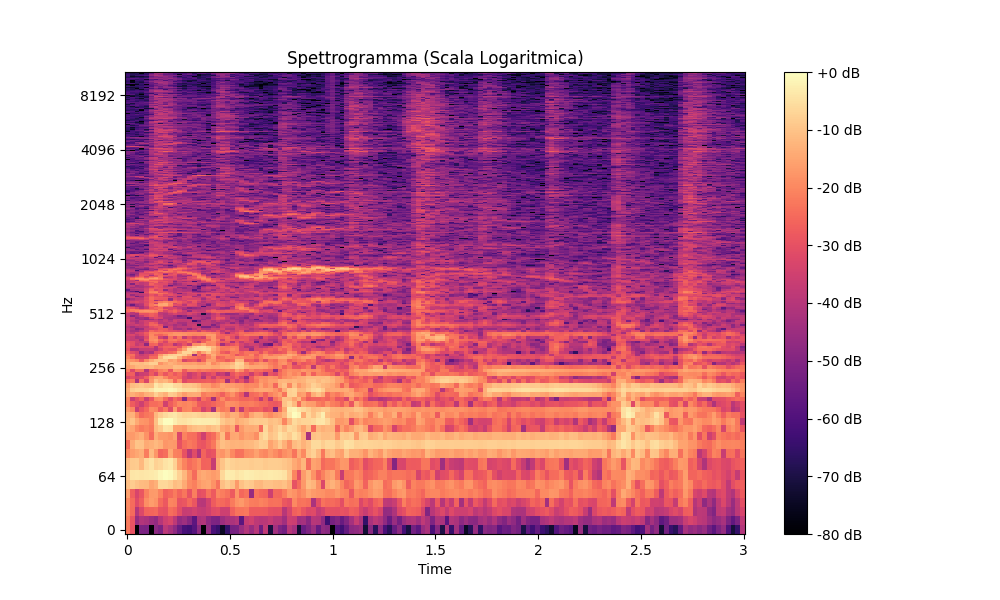 Spettrogramma (Scala Logaritmica)
Hz
8192
4096
2048
1024
512
256
128
64
0
0 0.5 1 1.5 2 2.5 3
Time
+0 dB
-10 dB
-20 dB
-30 dB
-40 dB
-50 dB
-60 dB
-70 dB
-80 dB